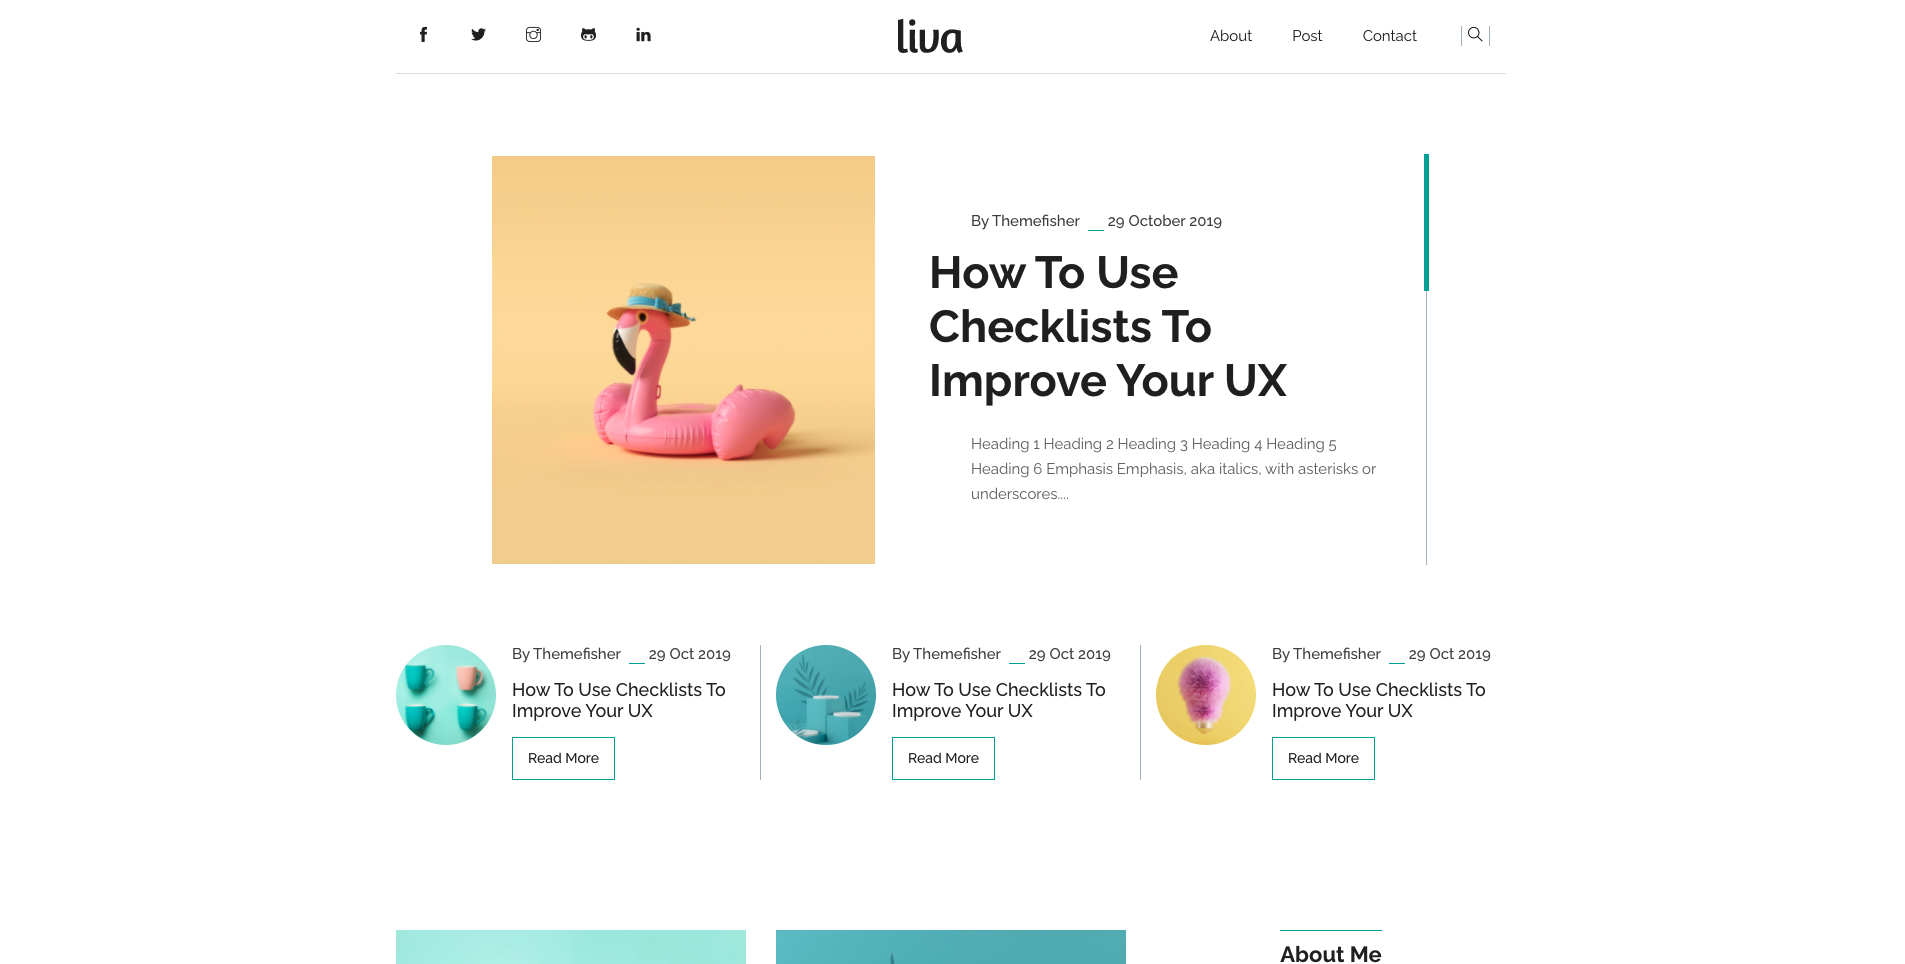 liva
About
Post
Contact
By Themefisher __ 29 October 2019
How To Use
Checklists To
Improve Your UX
Heading 1 Heading 2 Heading 3 Heading 4 Heading 5
Heading 6 Emphasis Emphasis, aka italics, with asterisks or
underscores....
By Themefisher __ 29 Oct 2019
How To Use Checklists To
Improve Your UX
Read More
By Themefisher __ 29 Oct 2019
How To Use Checklists To
Improve Your UX
Read More
By Themefisher __ 29 Oct 2019
How To Use Checklists To
Improve Your UX
Read More
About Me